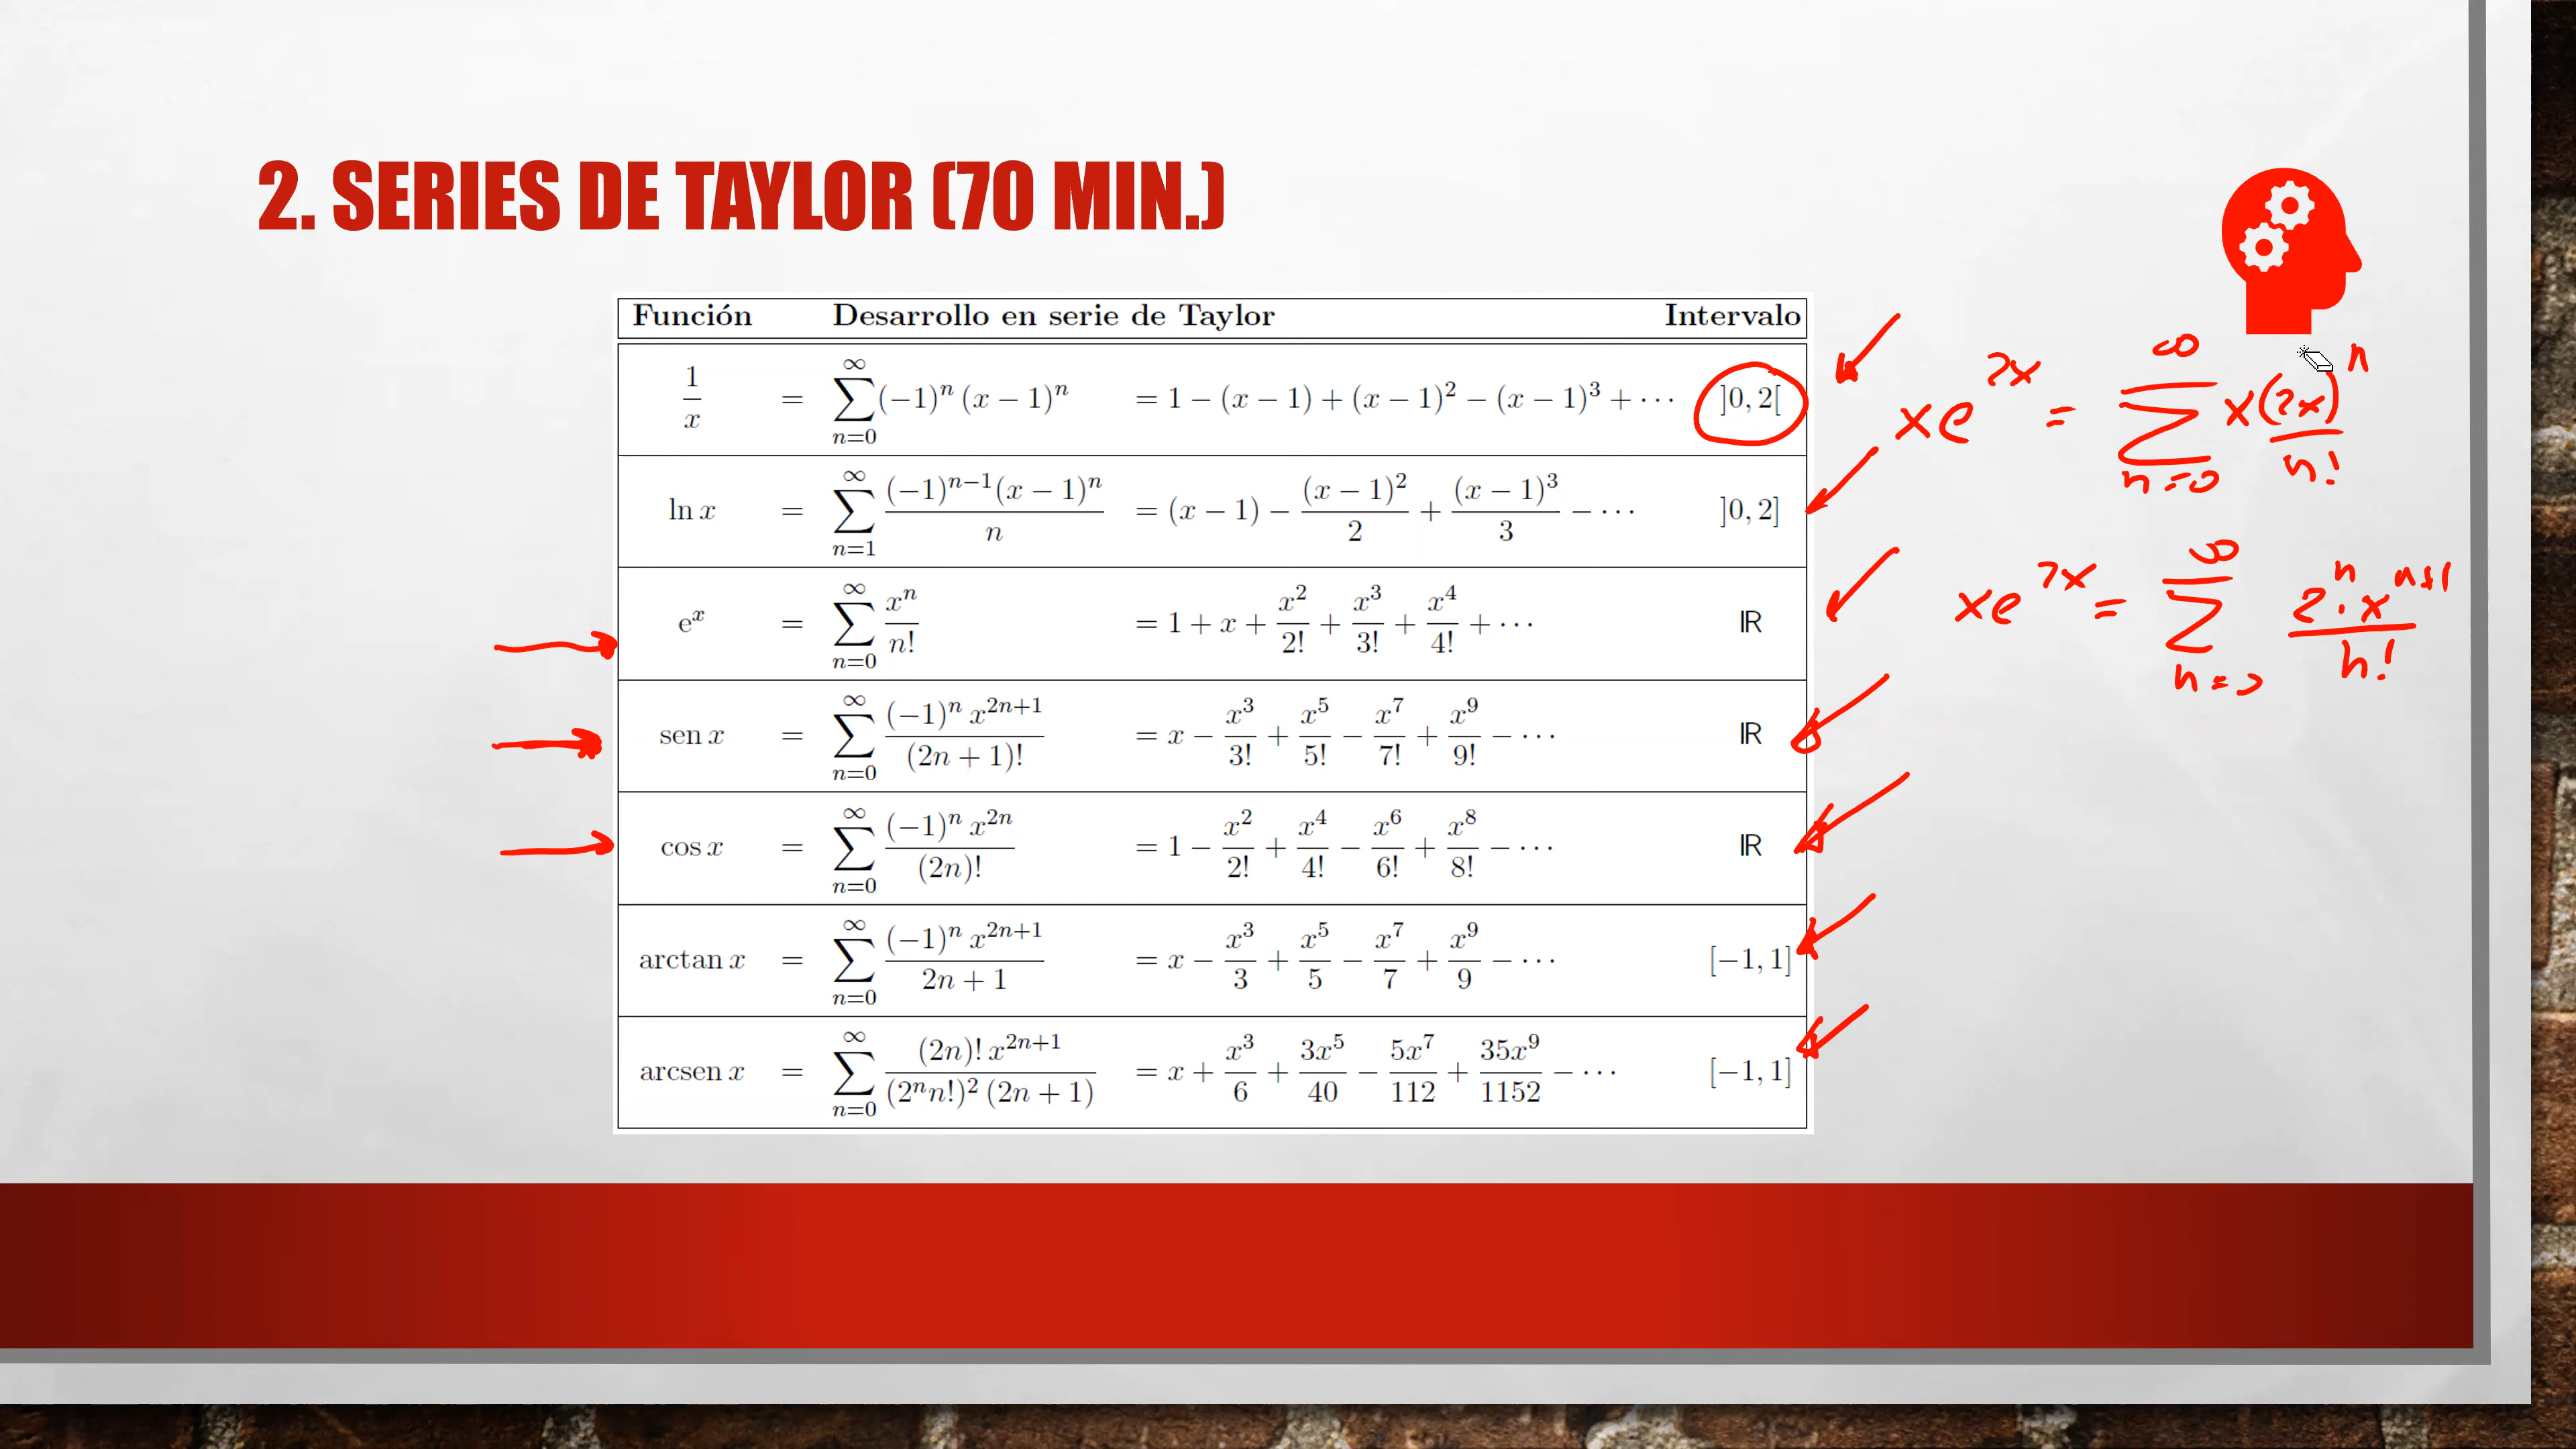 2. SERIES DE TAYLOR (70 MIN.)
Función Desarrollo en serie de Taylor Intervalo
1/x = ∑_{n=0}^{∞} (−1)^n (x − 1)^n = 1 − (x − 1) + (x − 1)^2 − (x − 1)^3 + ··· ]0, 2[
ln x = ∑_{n=1}^{∞} (−1)^{n−1}(x − 1)^n / n = (x − 1) − (x − 1)^2/2 + (x − 1)^3/3 − ··· ]0, 2]
e^x = ∑_{n=0}^{∞} x^n/n! = 1 + x + x^2/2! + x^3/3! + x^4/4! + ··· ℝ
sen x = ∑_{n=0}^{∞} (−1)^n x^{2n+1}/(2n + 1)! = x − x^3/3! + x^5/5! − x^7/7! + x^9/9! − ··· ℝ
cos x = ∑_{n=0}^{∞} (−1)^n x^{2n}/(2n)! = 1 − x^2/2! + x^4/4! − x^6/6! + x^8/8! − ··· ℝ
arctan x = ∑_{n=0}^{∞} (−1)^n x^{2n+1}/(2n + 1) = x − x^3/3 + x^5/5 − x^7/7 + x^9/9 − ··· [−1, 1]
arcsen x = ∑_{n=0}^{∞} (2n)! x^{2n+1}/((2^n n!)^2 (2n + 1)) = x + x^3/6 + 3x^5/40 − 5x^7/112 + 35x^9/1152 − ··· [−1, 1]
xe^{2x} = ∑_{n=0}^{∞} x(2x)^n/n!
xe^{2x} = ∑_{n=0}^{∞} 2^n · x^{n+1}/n!